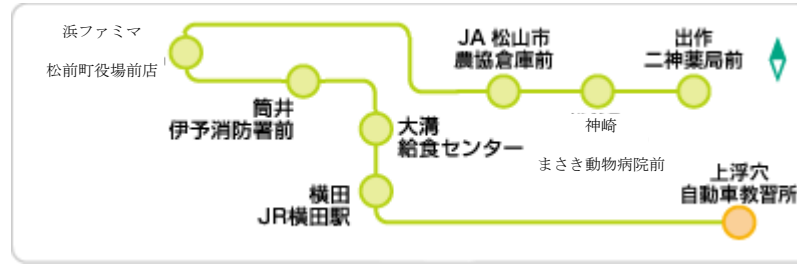 浜ファミマ
松前町役場前店
筒井
伊予消防署前
大溝
給食センター
横田
JR横田駅
JA 松山市
農協倉庫前
神崎
まさき動物病院前
出作
二神薬局前
上浮穴
自動車教習所